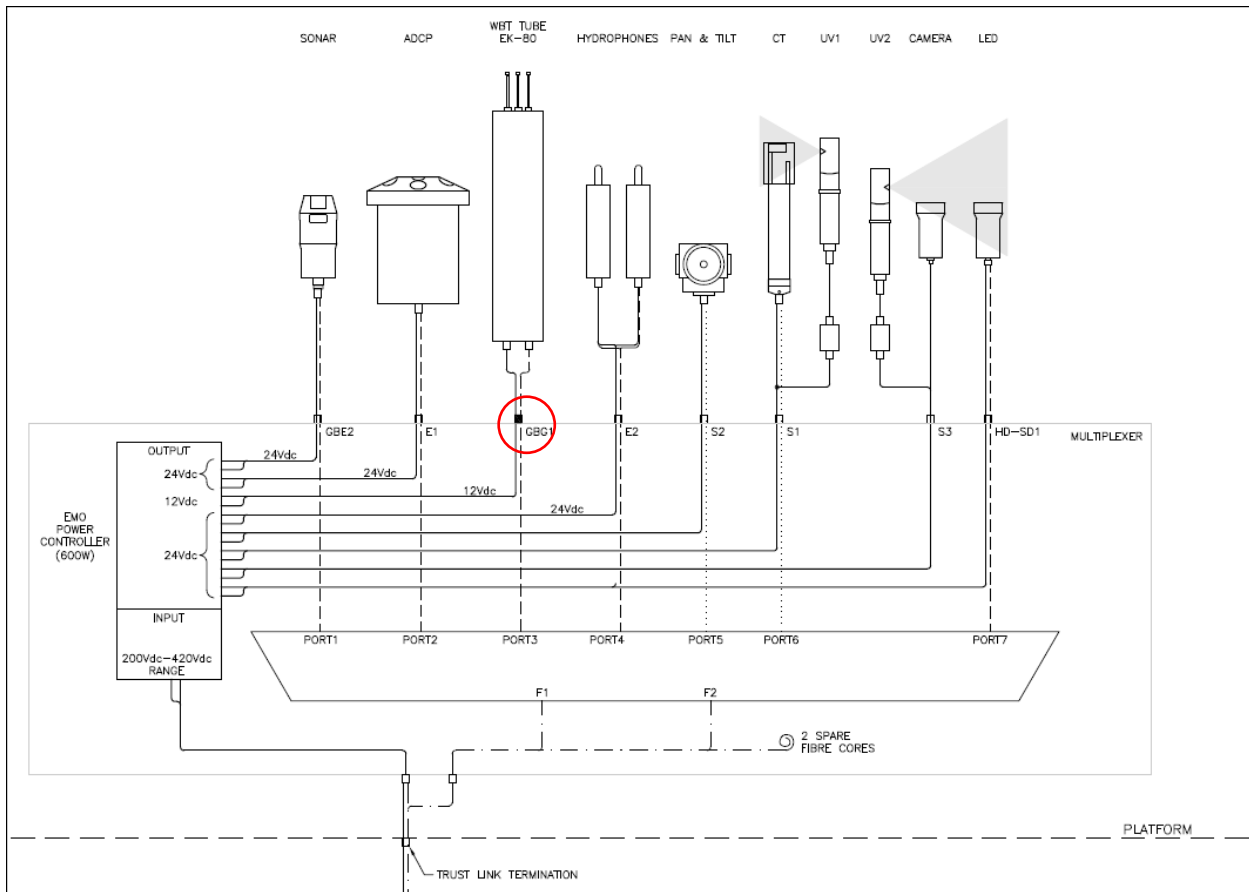 SONAR
ADCP
WBT TUBE
EK-80
HYDROPHONES
PAN & TILT
CT
UV1
UV2
CAMERA
LED
GBE2
E1
GBG1
E2
S2
S1
S3
HD-SD1
MULTIPLEXER
OUTPUT
24Vdc
24Vdc
24Vdc
12Vdc
12Vdc
24Vdc
EMO
POWER
CONTROLLER
(600W)
24Vdc
INPUT
200Vdc-420Vdc
RANGE
PORT1
PORT2
PORT3
PORT4
PORT5
PORT6
PORT7
F1
F2
2 SPARE
FIBRE CORES
PLATFORM
TRUST LINK TERMINATION